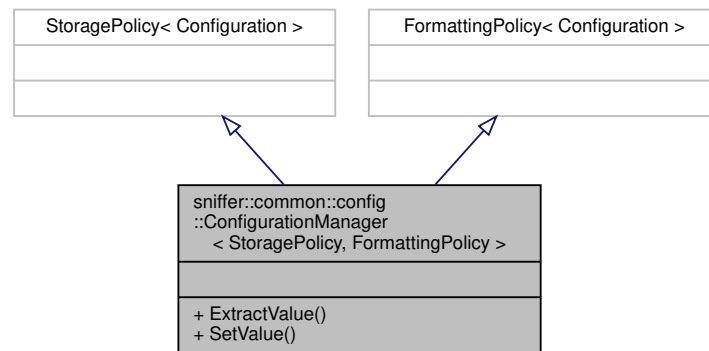 StoragePolicy< Configuration >
FormattingPolicy< Configuration >
sniffer::common::config
::ConfigurationManager
< StoragePolicy, FormattingPolicy >
+ ExtractValue()
+ SetValue()